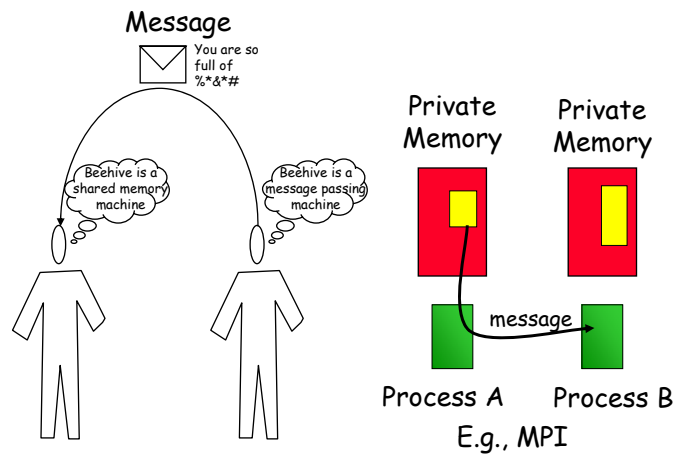 Message
You are so
full of
%*&*#
Beehive is a
shared memory
machine
Beehive is a
message passing
machine
Private
Memory
Private
Memory
message
Process A
Process B
E.g., MPI